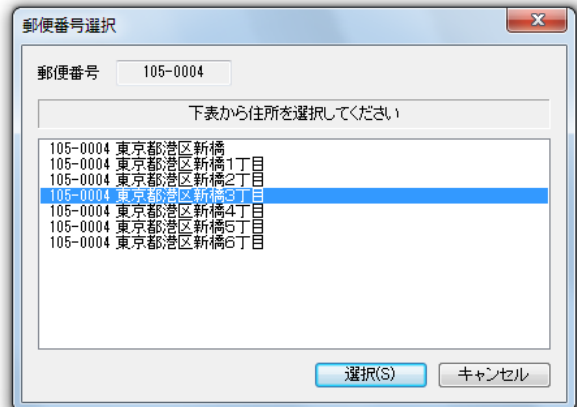 郵便番号選択
郵便番号 105-0004
下表から住所を選択してください
105-0004 東京都港区新橋
105-0004 東京都港区新橋1丁目
105-0004 東京都港区新橋2丁目
105-0004 東京都港区新橋3丁目
105-0004 東京都港区新橋4丁目
105-0004 東京都港区新橋5丁目
105-0004 東京都港区新橋6丁目
選択(S) キャンセル